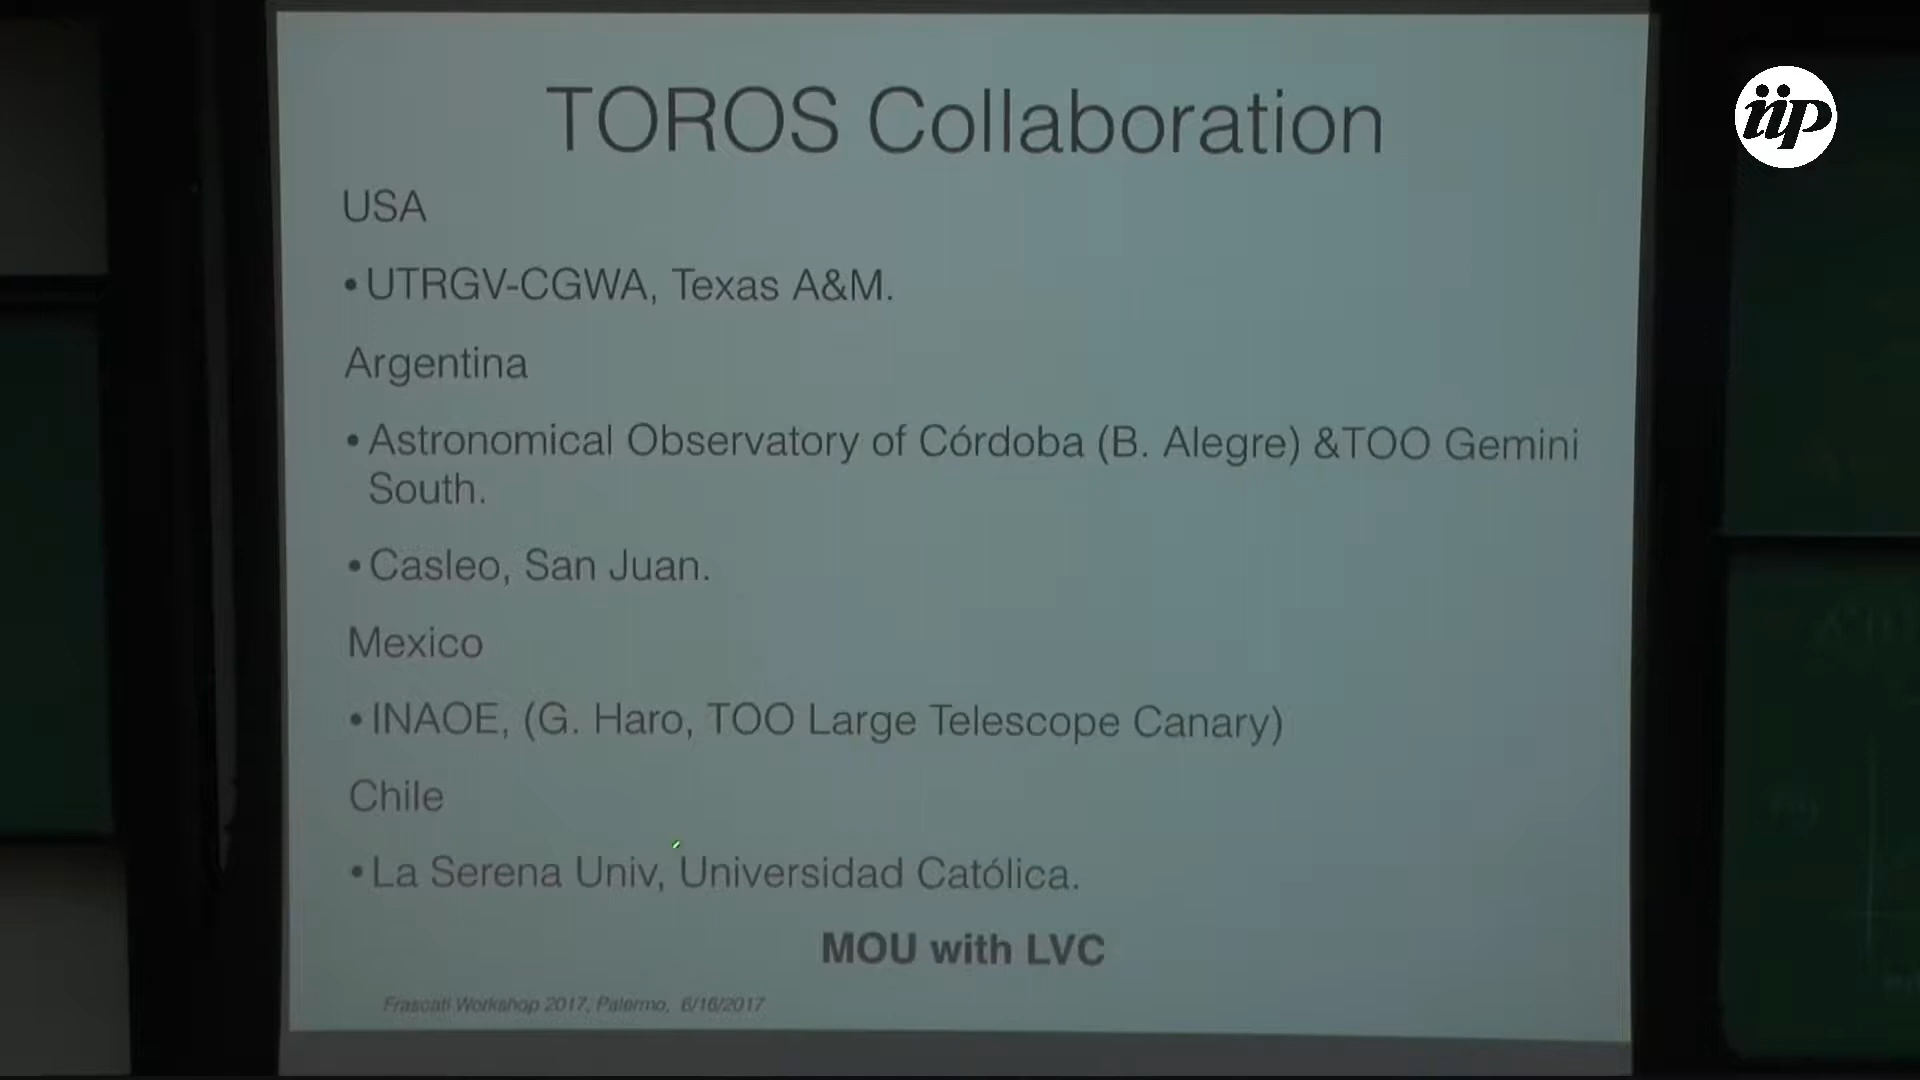 TOROS Collaboration
iip
USA
• UTRGV-CGWA, Texas A&M.
Argentina
• Astronomical Observatory of Córdoba (B. Alegre) &TOO Gemini
South.
• Casleo, San Juan.
Mexico
• INAOE, (G. Haro, TOO Large Telescope Canary)
Chile
• La Serena Univ, Universidad Católica.
MOU with LVC
Frascati Workshop 2017, Palermo, 6/16/2017